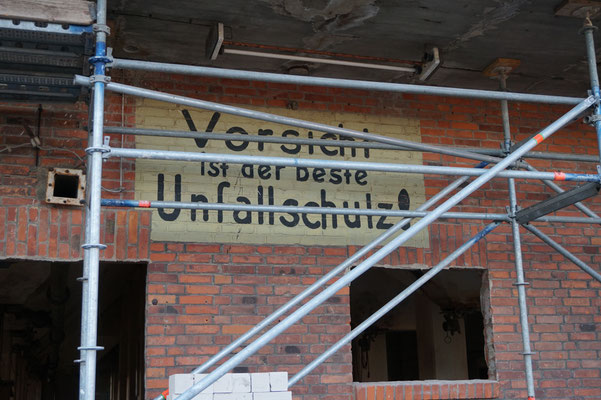 Vorsicht
ist der beste
Unfallschutz!